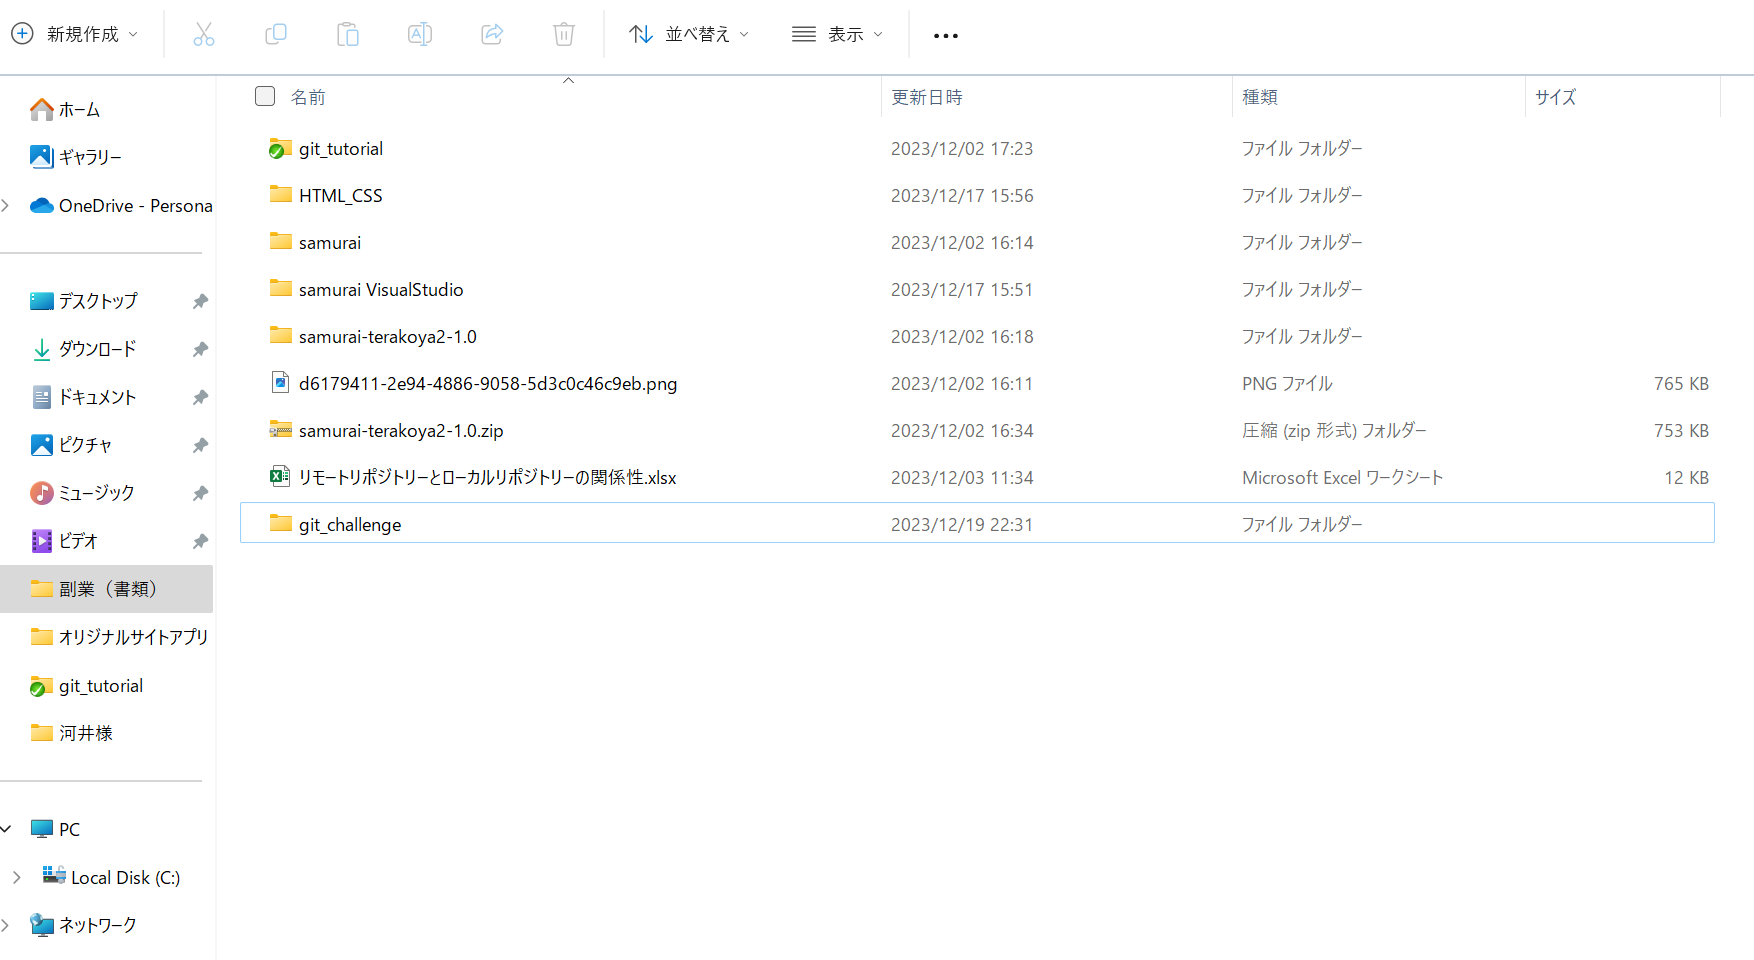 新規作成 並べ替え 表示
ホーム
ギャラリー
OneDrive - Persona
デスクトップ
ダウンロード
ドキュメント
ピクチャ
ミュージック
ビデオ
副業（書類）
オリジナルサイトアプリ
git_tutorial
河井様
PC
Local Disk (C:)
ネットワーク
名前 更新日時 種類 サイズ
git_tutorial 2023/12/02 17:23 ファイル フォルダー
HTML_CSS 2023/12/17 15:56 ファイル フォルダー
samurai 2023/12/02 16:14 ファイル フォルダー
samurai VisualStudio 2023/12/17 15:51 ファイル フォルダー
samurai-terakoya2-1.0 2023/12/02 16:18 ファイル フォルダー
d6179411-2e94-4886-9058-5d3c0c46c9eb.png 2023/12/02 16:11 PNG ファイル 765 KB
samurai-terakoya2-1.0.zip 2023/12/02 16:34 圧縮 (zip 形式) フォルダー 753 KB
リモートリポジトリーとローカルリポジトリーの関係性.xlsx 2023/12/03 11:34 Microsoft Excel ワークシート 12 KB
git_challenge 2023/12/19 22:31 ファイル フォルダー